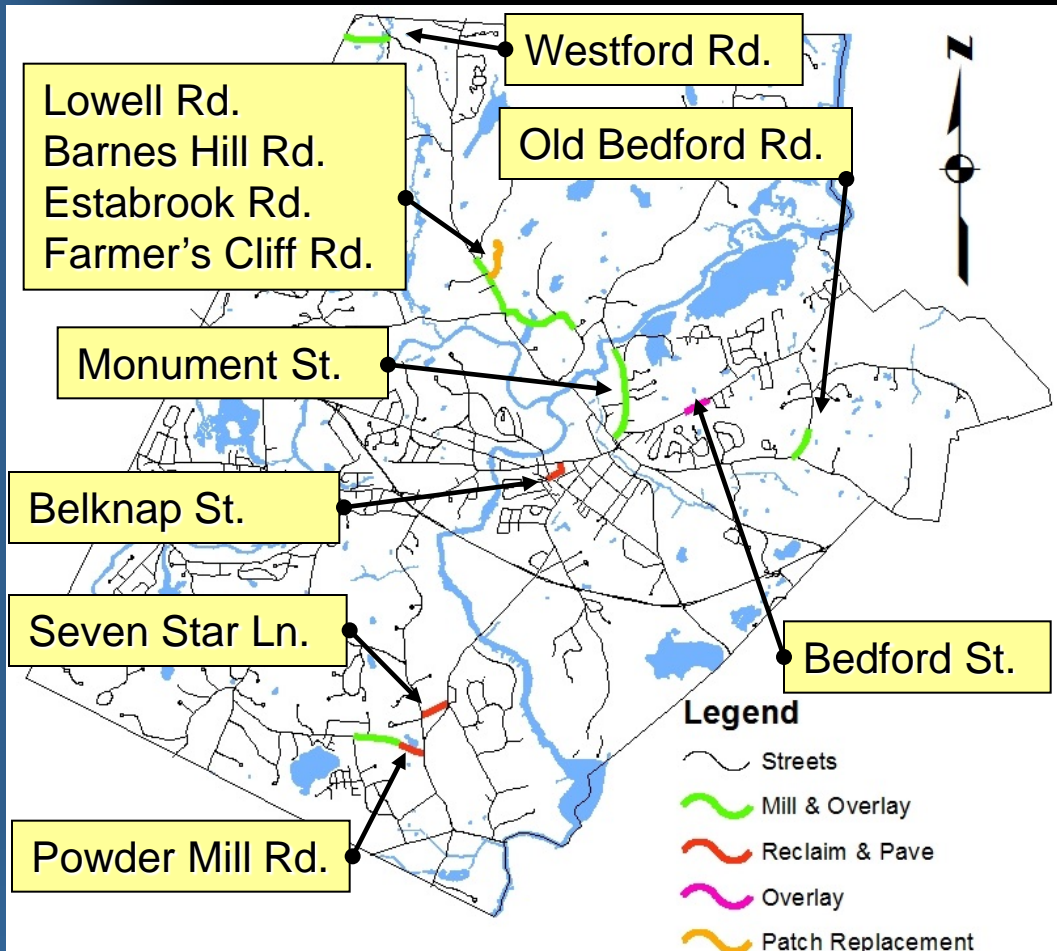 Westford Rd.
Lowell Rd.
Barnes Hill Rd.
Estabrook Rd.
Farmer's Cliff Rd.
Old Bedford Rd.
N
Monument St.
Belknap St.
Seven Star Ln.
Bedford St.
Powder Mill Rd.
Legend
Streets
Mill & Overlay
Reclaim & Pave
Overlay
Patch Replacement